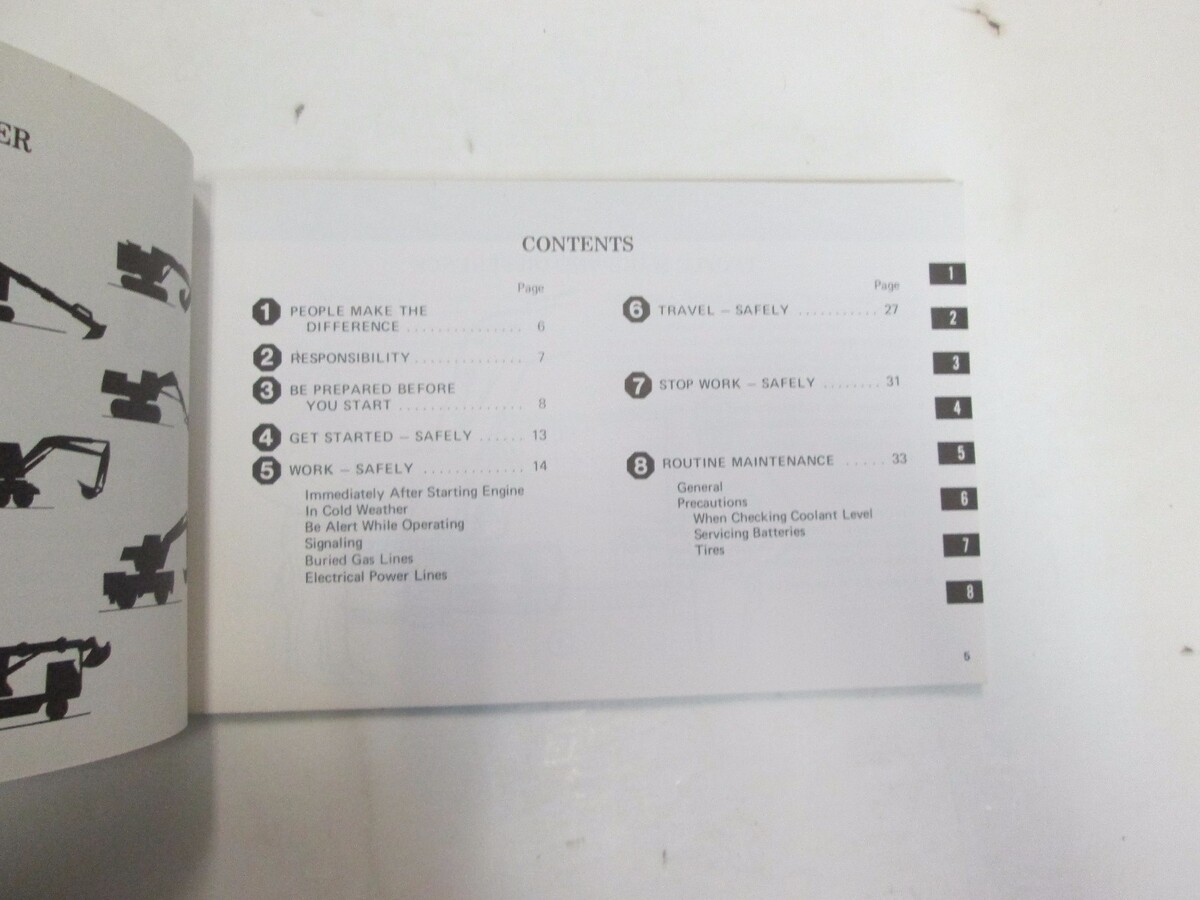 ER
CONTENTS
Page
1 PEOPLE MAKE THE
DIFFERENCE ............... 6
2 RESPONSIBILITY .............. 7
3 BE PREPARED BEFORE
YOU START ................ 8
4 GET STARTED – SAFELY ...... 13
5 WORK – SAFELY ............. 14
Immediately After Starting Engine
In Cold Weather
Be Alert While Operating
Signaling
Buried Gas Lines
Electrical Power Lines
Page
6 TRAVEL – SAFELY ........... 27
7 STOP WORK – SAFELY ........ 31
8 ROUTINE MAINTENANCE ..... 33
General
Precautions
When Checking Coolant Level
Servicing Batteries
Tires
1
2
3
4
5
6
7
8
5